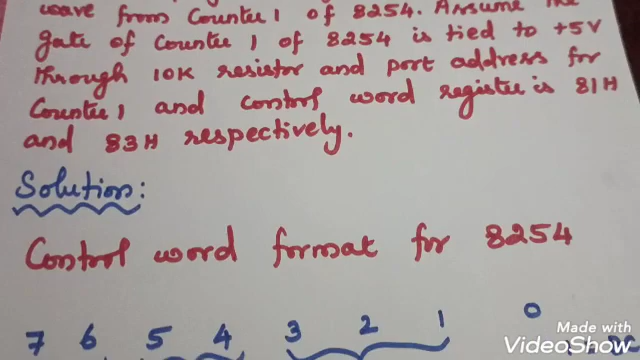 wave from Counter 1 of 8254. Assume the
gate of Counter 1 of 8254 is tied to +5V
through 10K resistor and port address for
Counter 1 and control word register is 81H
and 83H respectively.
Solution:
Control word format for 8254
7 6 5 4 3 2 1 0
Made with
VideoShow